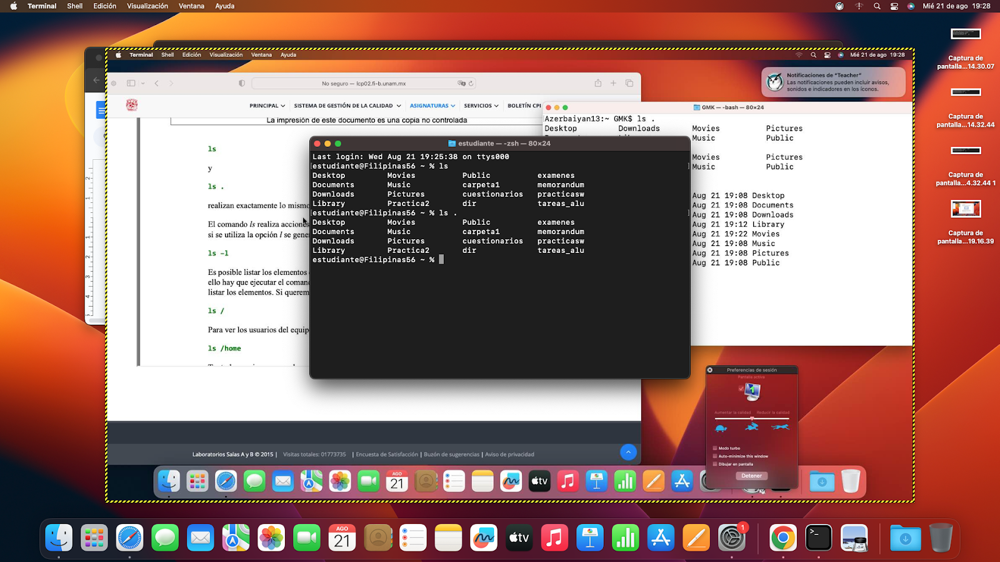 Terminal Shell Edición Visualización Ventana Ayuda
Mié 21 de ago 19:28
Captura de
pantalla...14.30.07
Captura de
pantalla...14.32.44
Captura de
pantalla...4.32.44 1
Captura de
pantalla...19.16.39
Terminal Shell Edición Visualización Ventana Ayuda
Mié 21 de ago 19:28
Notificaciones de "Teacher"
Las notificaciones pueden incluir avisos,
sonidos e indicadores en los íconos.
No seguro — lcp02.fi-b.unam.mx
PRINCIPAL SISTEMA DE GESTIÓN DE LA CALIDAD ASIGNATURAS SERVICIOS BOLETÍN CPI
La impresión de este documento es una copia no controlada
ls
y
ls .
realizan exactamente lo mismo
El comando ls realiza acciones
si se utiliza la opción l se gener
ls -l
Es posible listar los elementos
ello hay que ejecutar el coman
listar los elementos. Si querem
ls /
Para ver los usuarios del equip
ls /home
GMK — -bash — 80×24
Azerbaiyan13:~ GMK$ ls .
Desktop Downloads Movies Pictures
Music Public
Movies
Music
Aug 21 19:08 Desktop
Aug 21 19:08 Documents
Aug 21 19:08 Downloads
Aug 21 19:12 Library
Aug 21 19:22 Movies
Aug 21 19:08 Music
Aug 21 19:08 Pictures
Aug 21 19:08 Public
Pictures
Public
estudiante — -zsh — 80×24
Last login: Wed Aug 21 19:25:38 on ttys000
[estudiante@Filipinas56 ~ % ls ]
Desktop Movies Public examenes
Documents Music carpeta1 memorandum
Downloads Pictures cuestionarios practicasw
Library Practica2 dir tareas_alu
[estudiante@Filipinas56 ~ % ls . ]
Desktop Movies Public examenes
Documents Music carpeta1 memorandum
Downloads Pictures cuestionarios practicasw
Library Practica2 dir tareas_alu
estudiante@Filipinas56 ~ %
Preferencias de sesión
Pantalla activa
1
Aumentar la calidad Reducir la calidad
Modo turbo
Auto-minimize this window
Dibujar en pantalla
Detener
Laboratorios Salas A y B © 2015 | Visitas totales: 01773735 | Encuesta de Satisfacción | Buzón de sugerencias | Aviso de privacidad
AGO
21
tv
AGO
21
tv
1
>_